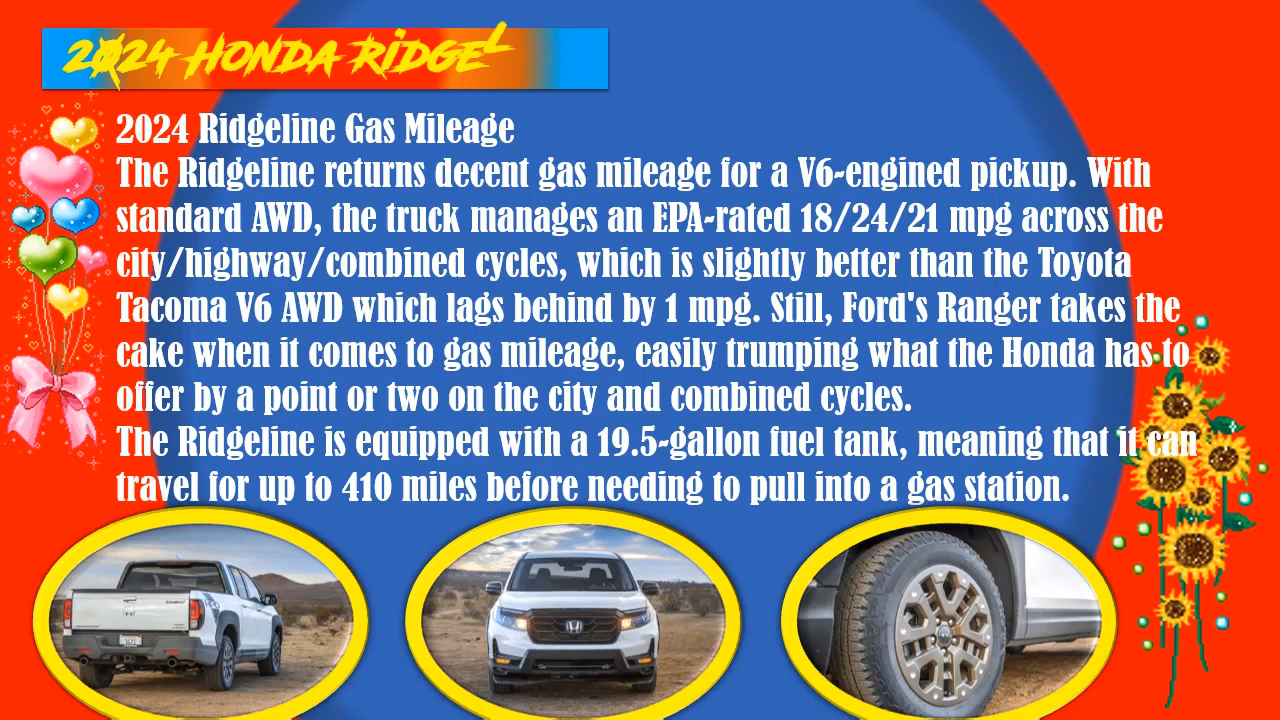 2024 HONDA RIDGEL
2024 Ridgeline Gas Mileage
The Ridgeline returns decent gas mileage for a V6-engined pickup. With
standard AWD, the truck manages an EPA-rated 18/24/21 mpg across the
city/highway/combined cycles, which is slightly better than the Toyota
Tacoma V6 AWD which lags behind by 1 mpg. Still, Ford's Ranger takes the
cake when it comes to gas mileage, easily trumping what the Honda has to
offer by a point or two on the city and combined cycles.
The Ridgeline is equipped with a 19.5-gallon fuel tank, meaning that it can
travel for up to 410 miles before needing to pull into a gas station.